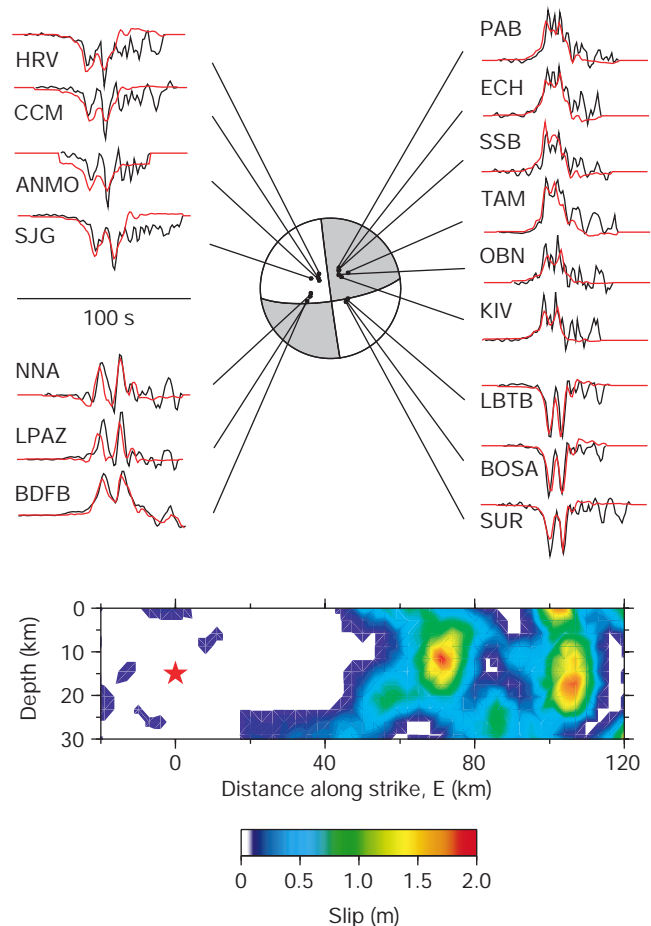 HRV
CCM
ANMO
SJG
100 s
NNA
LPAZ
BDFB
PAB
ECH
SSB
TAM
OBN
KIV
LBTB
BOSA
SUR
Depth (km)
0
10
20
30
0 40 80 120
Distance along strike, E (km)
0 0.5 1.0 1.5 2.0
Slip (m)